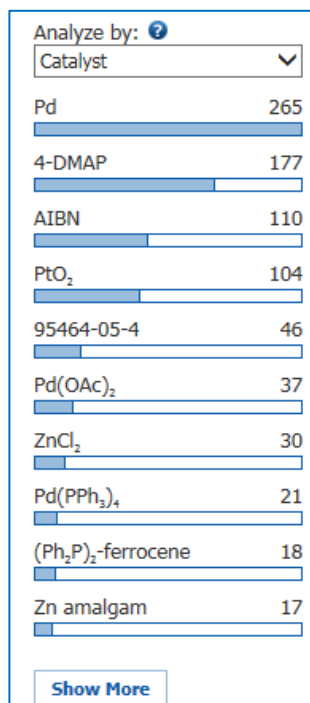 Analyze by: ?
Catalyst
Pd 265
4-DMAP 177
AIBN 110
PtO₂ 104
95464-05-4 46
Pd(OAc)₂ 37
ZnCl₂ 30
Pd(PPh₃)₄ 21
(Ph₂P)₂-ferrocene 18
Zn amalgam 17
Show More